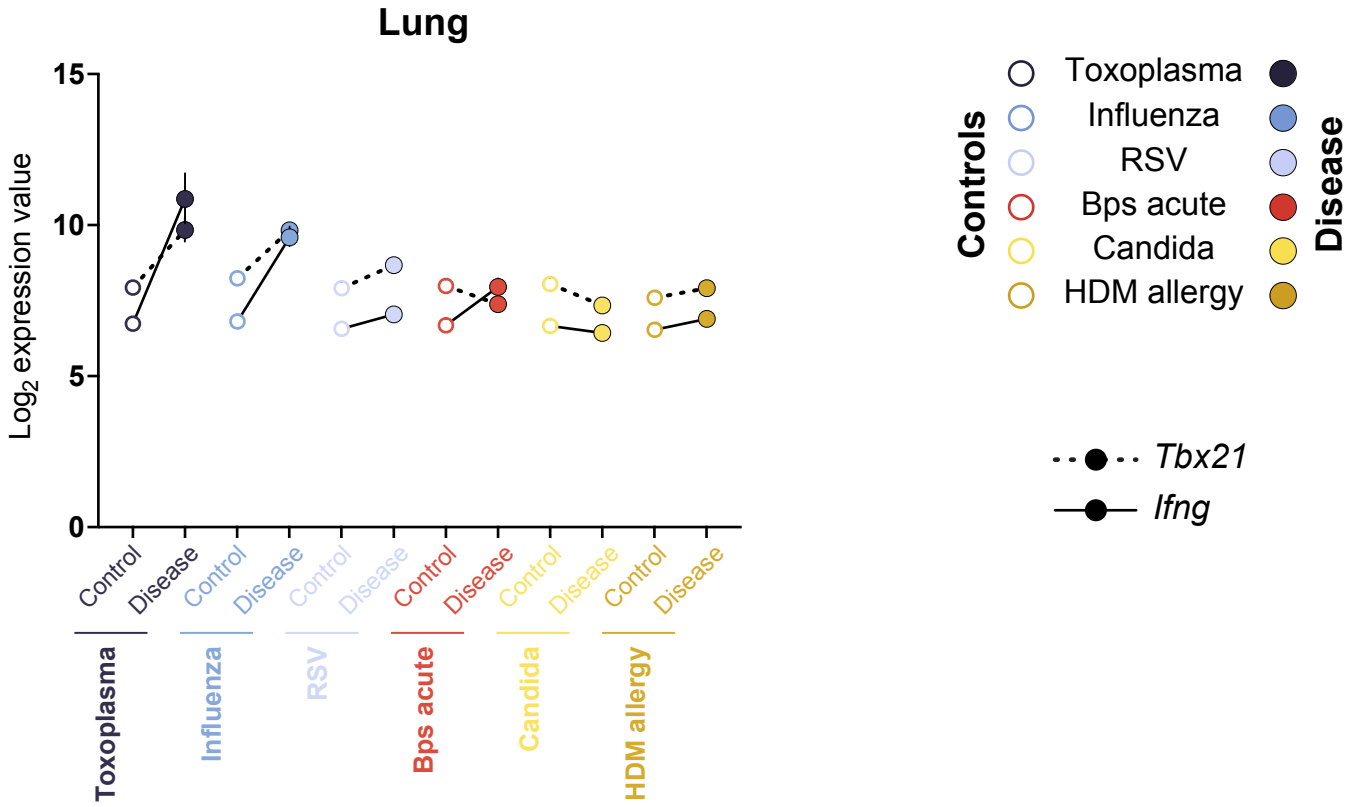 Lung
Log2 expression value
15
10
5
0
Control
Disease
Control
Disease
Control
Disease
Control
Disease
Control
Disease
Control
Disease
Toxoplasma
Influenza
RSV
Bps acute
Candida
HDM allergy
Controls
Toxoplasma
Influenza
RSV
Bps acute
Candida
HDM allergy
Disease
Tbx21
Ifng